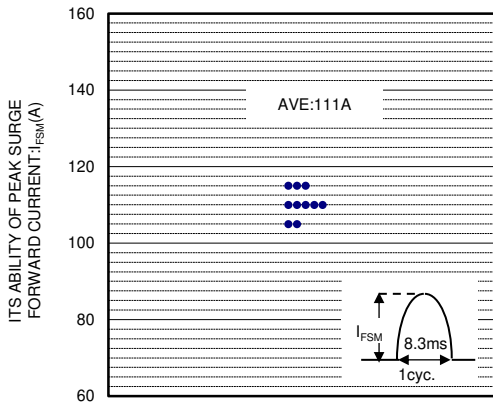 ITS ABILITY OF PEAK SURGE
FORWARD CURRENT:IFSM(A)
160
140
120
100
80
60
AVE:111A
IFSM
8.3ms
1cyc.